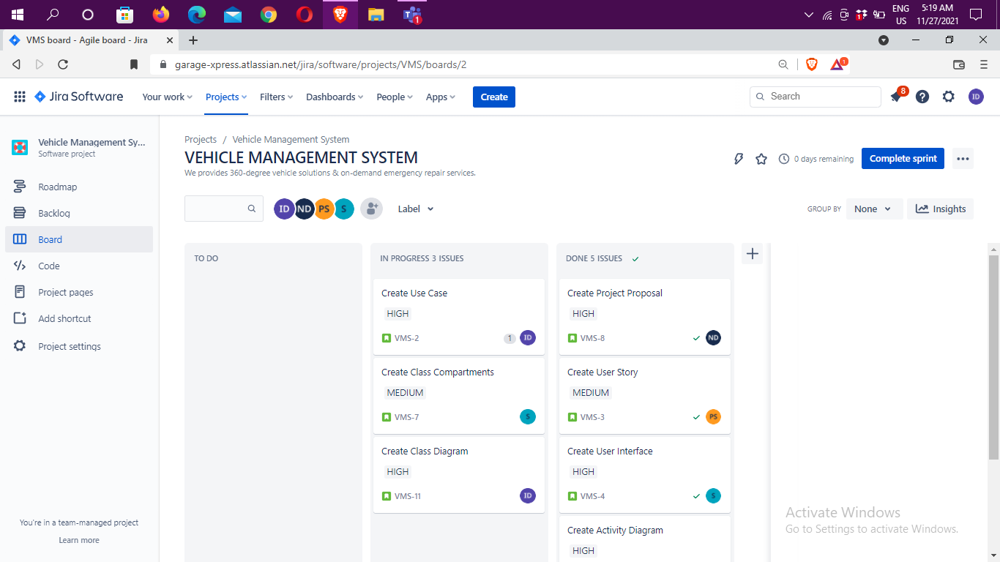 ENG 5:19 AM
US 11/27/2021
1
VMS board - Agile board - Jira
garage-xpress.atlassian.net/jira/software/projects/VMS/boards/2
1
Jira Software Your work Projects Filters Dashboards People Apps Create Search 8 ID
Vehicle Management Sy...
Software project
Roadmap
Backlog
Board
Code
Project pages
Add shortcut
Project settings
You're in a team-managed project
Learn more
Projects / Vehicle Management System
VEHICLE MANAGEMENT SYSTEM
We provides 360-degree vehicle solutions & on-demand emergency repair services.
0 days remaining Complete sprint
ID ND PS S Label
GROUP BY None Insights
TO DO
IN PROGRESS 3 ISSUES
Create Use Case
HIGH
VMS-2 1 ID
Create Class Compartments
MEDIUM
VMS-7 S
Create Class Diagram
HIGH
VMS-11 ID
DONE 5 ISSUES
Create Project Proposal
HIGH
VMS-8 ND
Create User Story
MEDIUM
VMS-3 PS
Create User Interface
HIGH
VMS-4 S
Create Activity Diagram
HIGH
Activate Windows
Go to Settings to activate Windows.